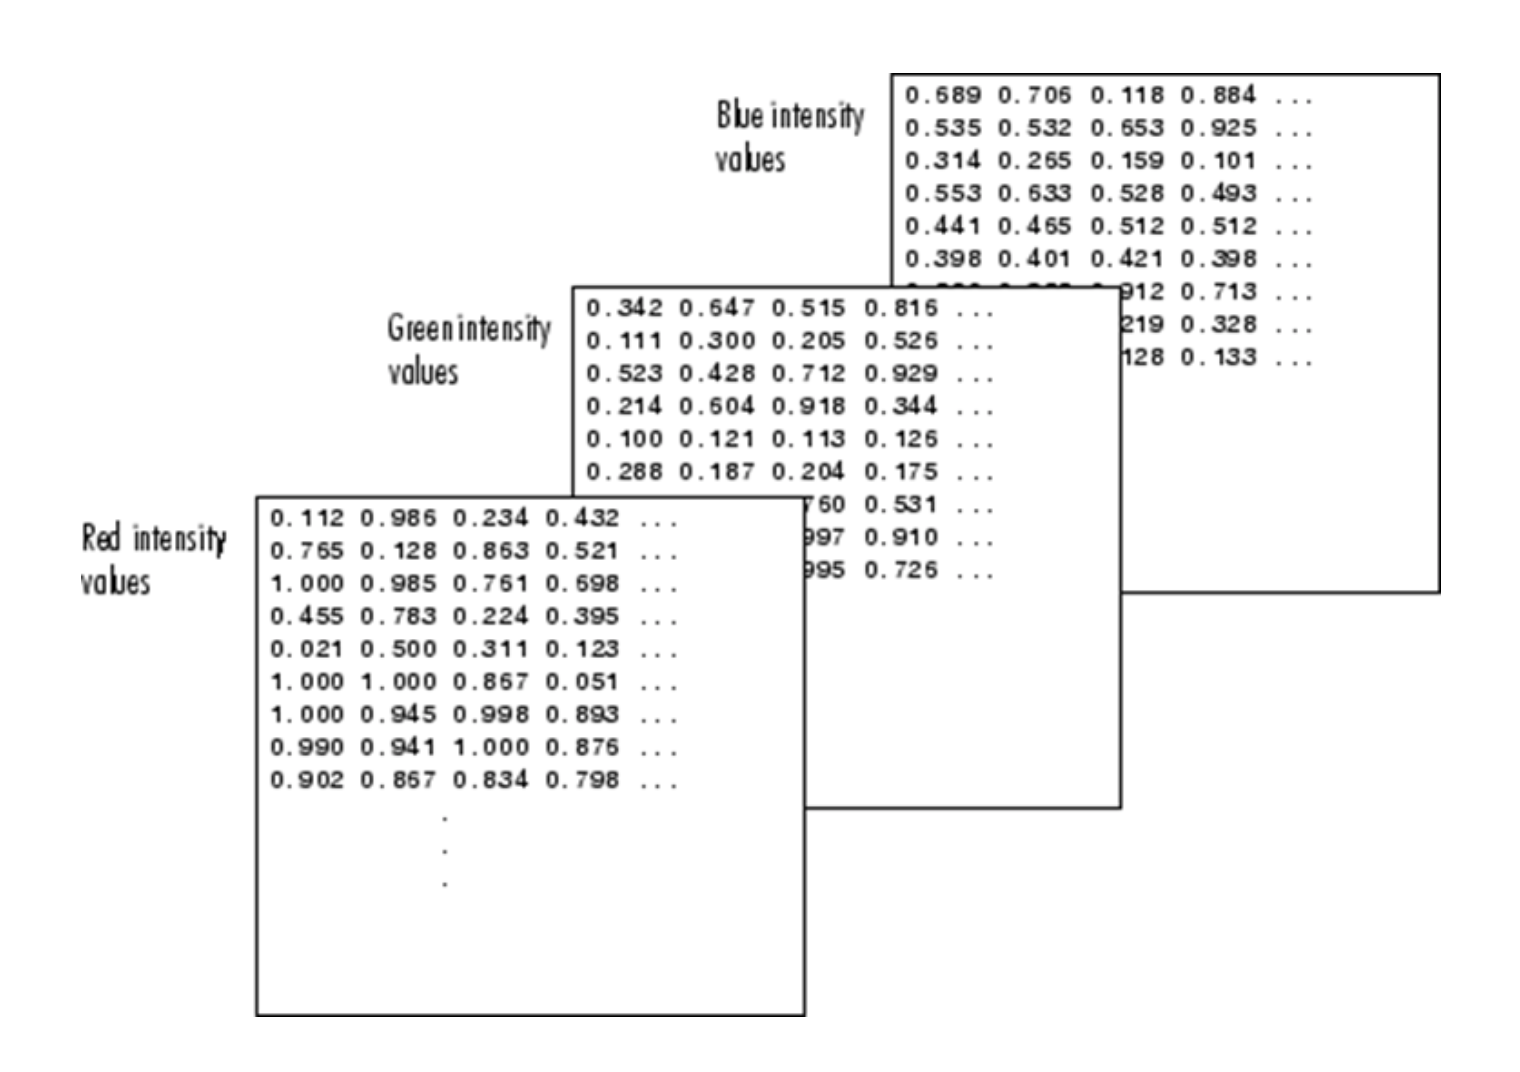 Blue intensity
values
0.689 0.706 0.118 0.884 ...
0.535 0.532 0.653 0.925 ...
0.314 0.265 0.159 0.101 ...
0.553 0.633 0.528 0.493 ...
0.441 0.465 0.512 0.512 ...
0.398 0.401 0.421 0.398 ...
912 0.713 ...
219 0.328 ...
128 0.133 ...
Green intensity
values
0.342 0.647 0.515 0.816 ...
0.111 0.300 0.205 0.526 ...
0.523 0.428 0.712 0.929 ...
0.214 0.604 0.918 0.344 ...
0.100 0.121 0.113 0.126 ...
0.288 0.187 0.204 0.175 ...
760 0.531 ...
997 0.910 ...
995 0.726 ...
Red intensity
values
0.112 0.986 0.234 0.432 ...
0.765 0.128 0.863 0.521 ...
1.000 0.985 0.761 0.698 ...
0.455 0.783 0.224 0.395 ...
0.021 0.500 0.311 0.123 ...
1.000 1.000 0.867 0.051 ...
1.000 0.945 0.998 0.893 ...
0.990 0.941 1.000 0.876 ...
0.902 0.867 0.834 0.798 ...
.
.
.